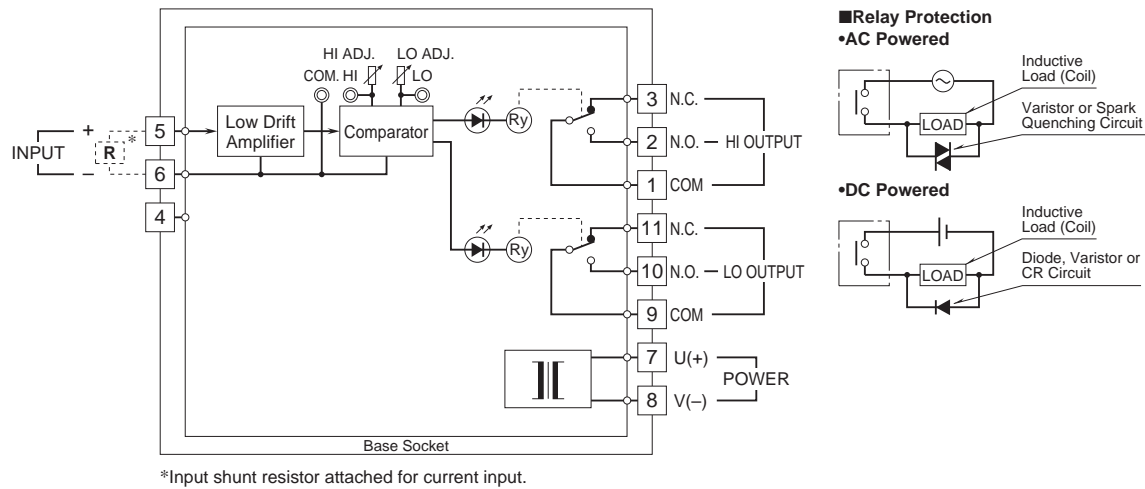 HI ADJ. LO ADJ.
COM. HI LO
Low Drift
Amplifier
Comparator
Ry
Ry
INPUT
+
–
R
*
5
6
4
3 N.C.
2 N.O. HI OUTPUT
1 COM
11 N.C.
10 N.O. LO OUTPUT
9 COM
7 U(+)
POWER
8 V(–)
Base Socket
*Input shunt resistor attached for current input.
■Relay Protection
•AC Powered
Inductive
Load (Coil)
LOAD
Varistor or Spark
Quenching Circuit
•DC Powered
Inductive
Load (Coil)
LOAD
Diode, Varistor or
CR Circuit